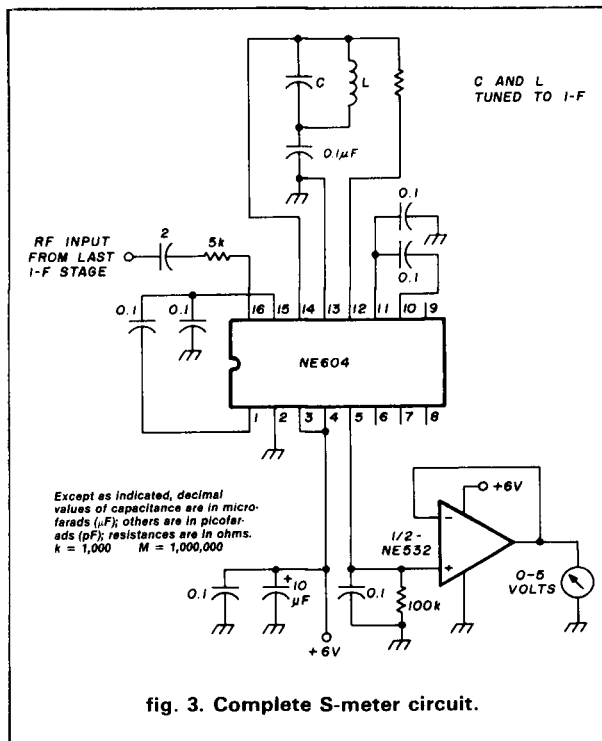 C AND L
TUNED TO I-F
C
L
0.1µF
0.1
0.1
RF INPUT
FROM LAST
I-F STAGE
2
5k
0.1
0.1
16 15 14 13 12 11 10 9
NE604
1 2 3 4 5 6 7 8
Except as indicated, decimal
values of capacitance are in micro-
farads (µF); others are in picofar-
ads (pF); resistances are in ohms.
k = 1,000 M = 1,000,000
+6V
1/2-
NE532
-
+
0-5
VOLTS
0.1
+10
µF
0.1
100k
+6V
fig. 3. Complete S-meter circuit.